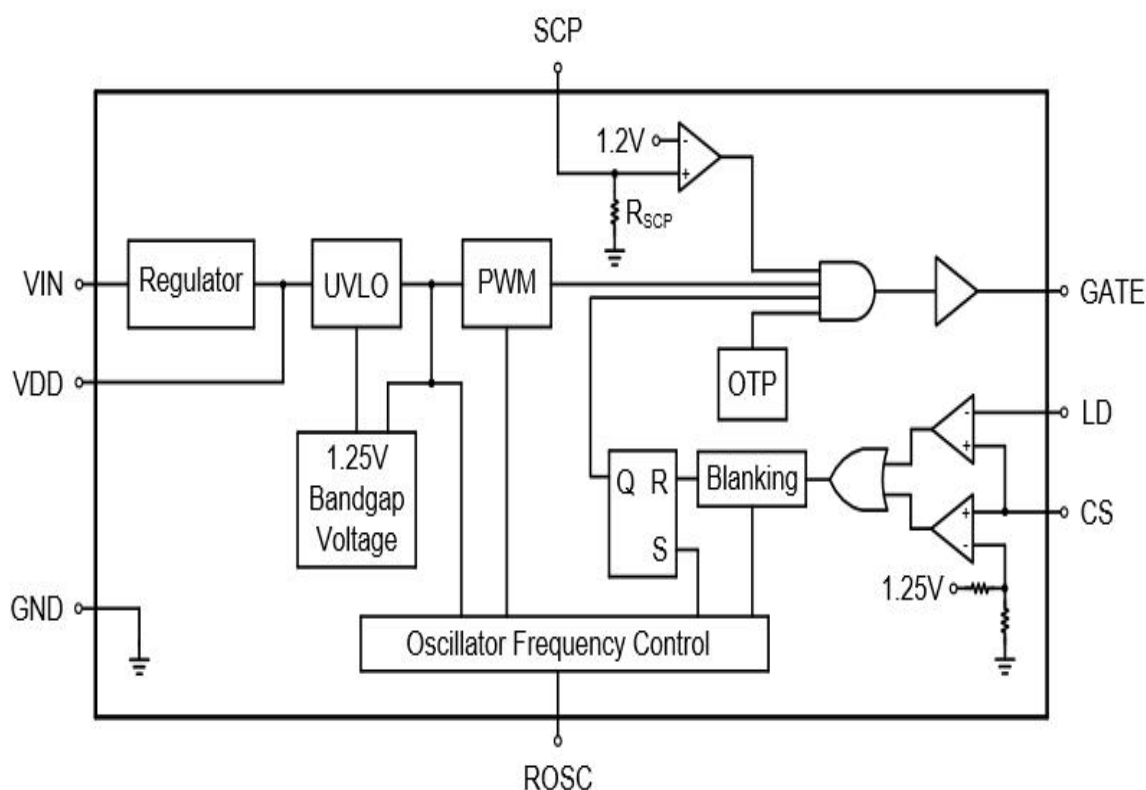 SCP
1.2V
-
+
RSCP
VIN
Regulator
UVLO
PWM
GATE
VDD
OTP
LD
-
+
1.25V
Bandgap
Voltage
Q
R
S
Blanking
+
-
CS
1.25V
GND
Oscillator Frequency Control
ROSC